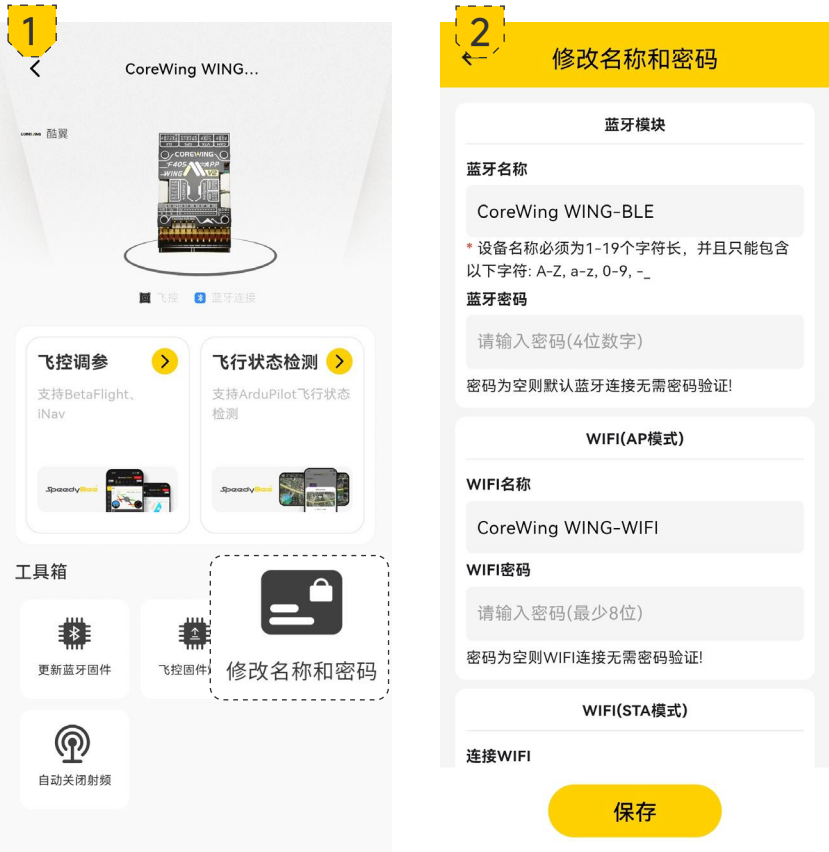 1
CoreWing WING...
酷翼
COREWING
F405 APP
WING V2
飞控
蓝牙连接
飞控调参
支持BetaFlight、
iNav
SpeedyBee
飞行状态检测
支持ArduPilot飞行状态
检测
SpeedyBee
工具箱
更新蓝牙固件
飞控固件
修改名称和密码
自动关闭射频
2
修改名称和密码
蓝牙模块
蓝牙名称
CoreWing WING-BLE
* 设备名称必须为1-19个字符长，并且只能包含
以下字符: A-Z, a-z, 0-9, -_
蓝牙密码
请输入密码(4位数字)
密码为空则默认蓝牙连接无需密码验证!
WIFI(AP模式)
WIFI名称
CoreWing WING-WIFI
WIFI密码
请输入密码(最少8位)
密码为空则WIFI连接无需密码验证!
WIFI(STA模式)
连接WIFI
保存